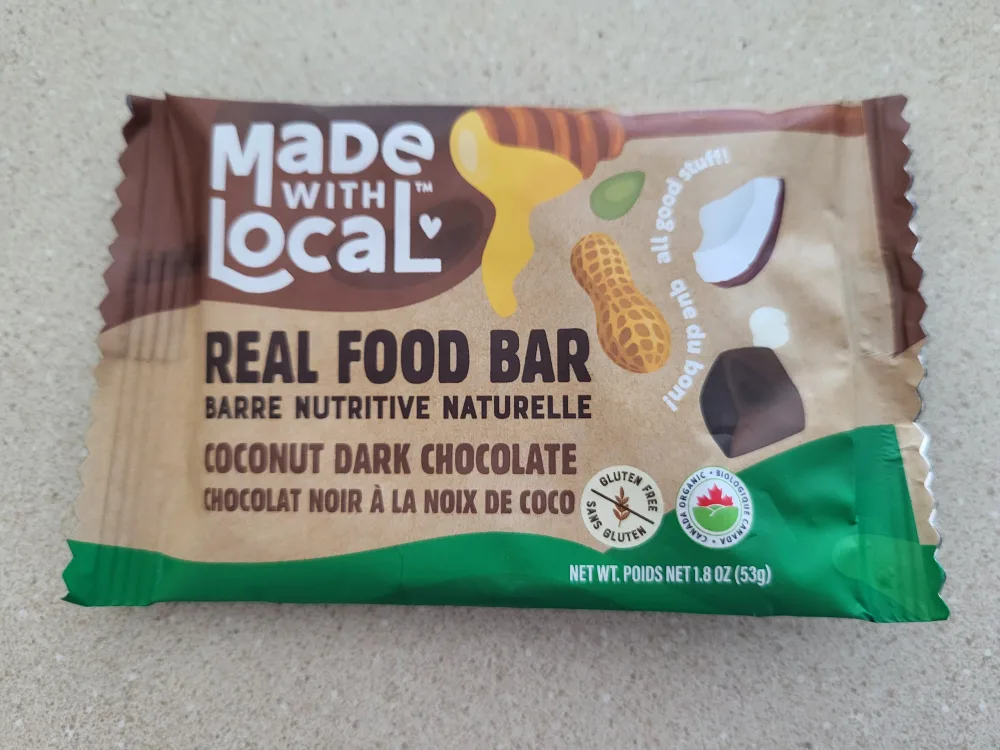 MaDe
WITH
LocaL™
all good stuff!
que du bon!
REAL FOOD BAR
BARRE NUTRITIVE NATURELLE
COCONUT DARK CHOCOLATE
CHOCOLAT NOIR À LA NOIX DE COCO
GLUTEN FREE
SANS GLUTEN
CANADA ORGANIC • BIOLOGIQUE CANADA •
NET WT. POIDS NET 1.8 OZ (53g)